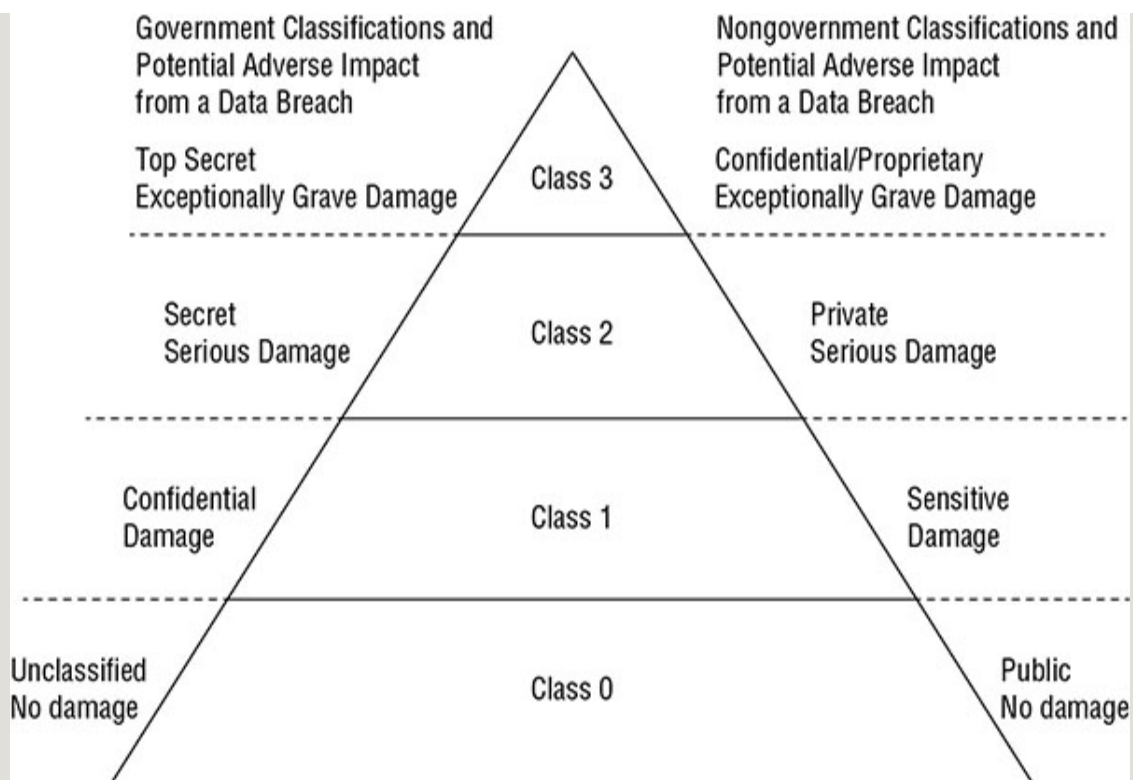 Government Classifications and
Potential Adverse Impact
from a Data Breach
Nongovernment Classifications and
Potential Adverse Impact
from a Data Breach
Top Secret
Exceptionally Grave Damage
Class 3
Confidential/Proprietary
Exceptionally Grave Damage
Secret
Serious Damage
Class 2
Private
Serious Damage
Confidential
Damage
Class 1
Sensitive
Damage
Unclassified
No damage
Class 0
Public
No damage